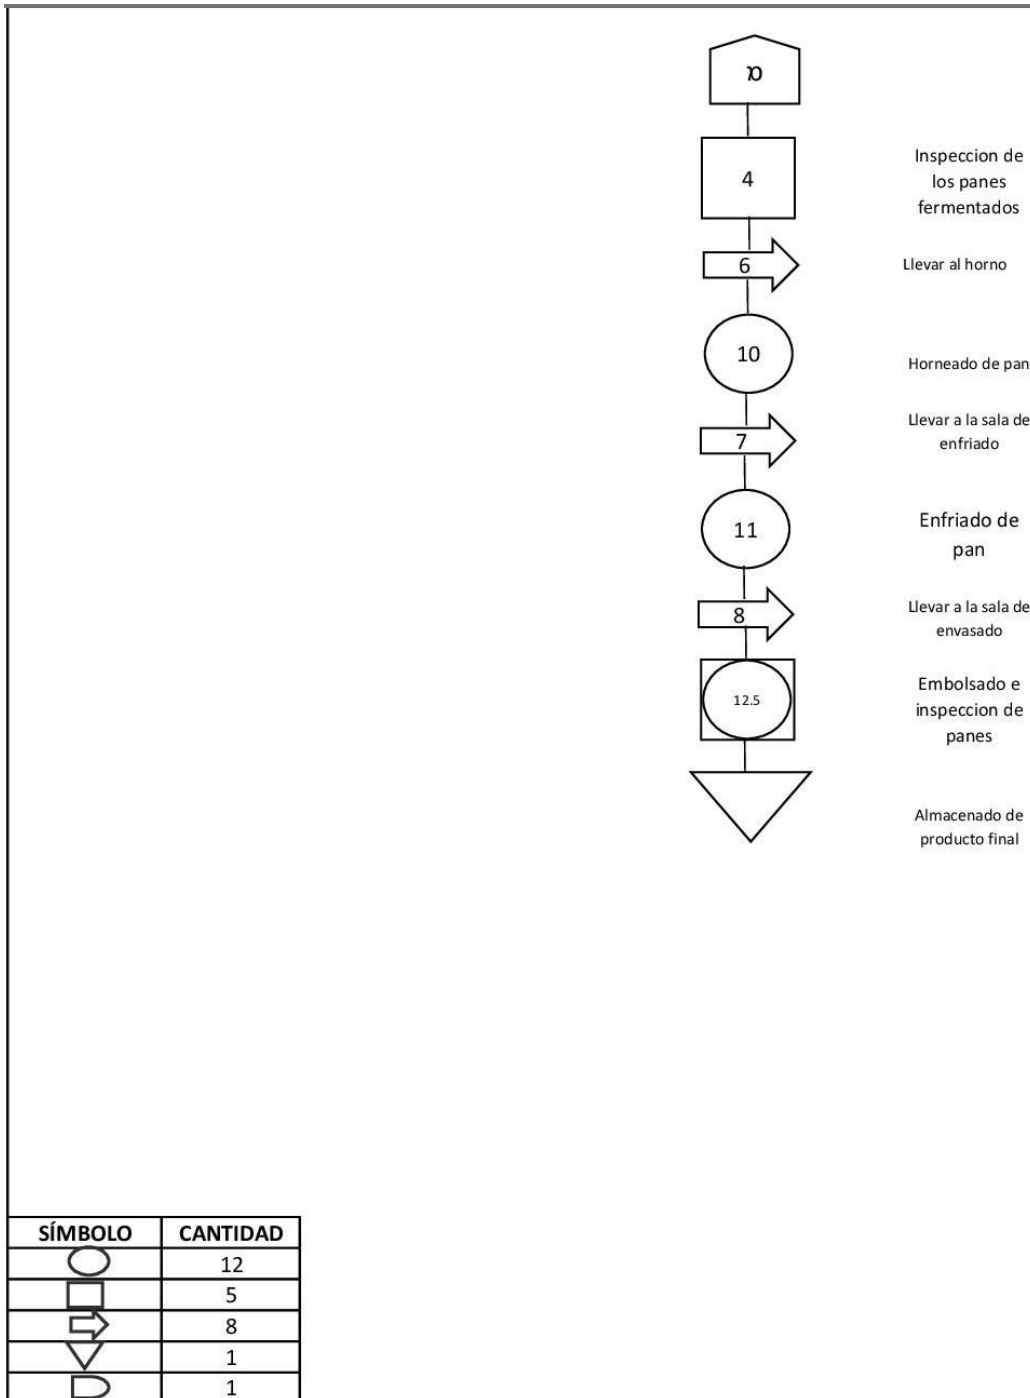 ɒ
4
Inspeccion de
los panes
fermentados
6
Llevar al horno
10
Horneado de pan
7
Llevar a la sala de
enfriado
11
Enfriado de
pan
8
Llevar a la sala de
envasado
12.5
Embolsado e
inspeccion de
panes
Almacenado de
producto final
SÍMBOLO CANTIDAD
12
5
8
1
1